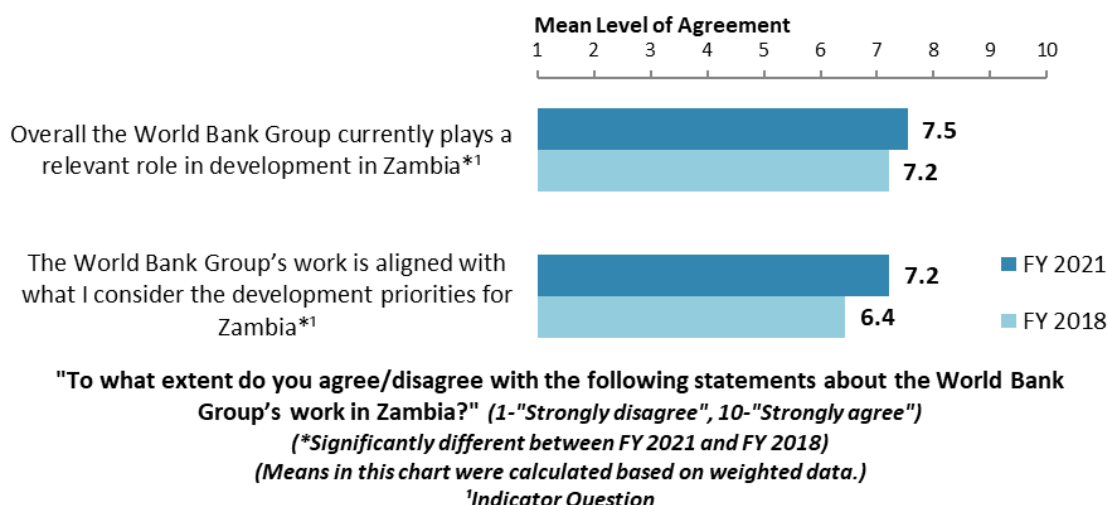 Mean Level of Agreement
1 2 3 4 5 6 7 8 9 10
Overall the World Bank Group currently plays a
relevant role in development in Zambia*¹
7.5
7.2
The World Bank Group’s work is aligned with
what I consider the development priorities for
Zambia*¹
7.2
6.4
FY 2021
FY 2018
"To what extent do you agree/disagree with the following statements about the World Bank
Group’s work in Zambia?" (1-"Strongly disagree", 10-"Strongly agree")
(*Significantly different between FY 2021 and FY 2018)
(Means in this chart were calculated based on weighted data.)
¹Indicator Question